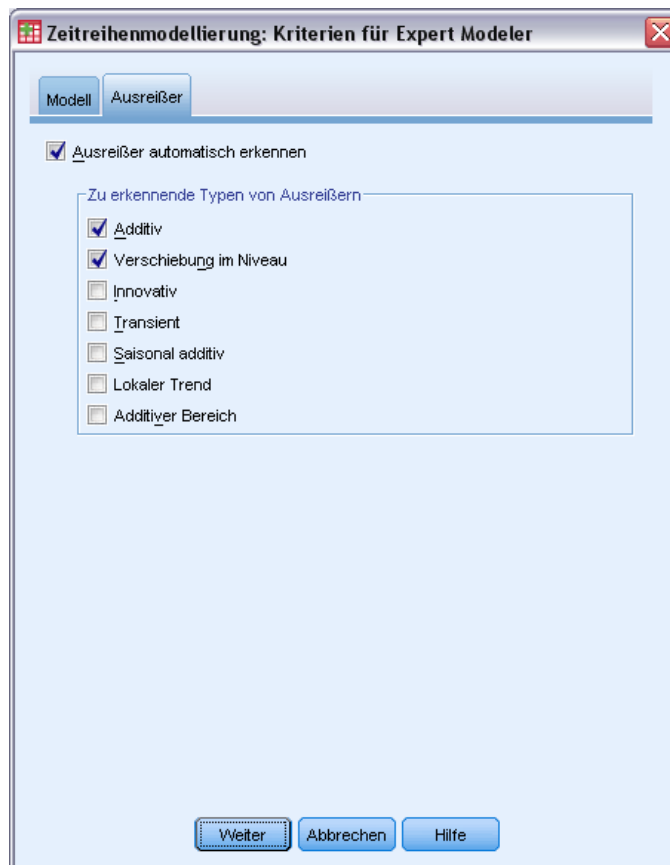 Zeitreihenmodellierung: Kriterien für Expert Modeler
Modell Ausreißer
Ausreißer automatisch erkennen
Zu erkennende Typen von Ausreißern
Additiv
Verschiebung im Niveau
Innovativ
Transient
Saisonal additiv
Lokaler Trend
Additiver Bereich
Weiter Abbrechen Hilfe